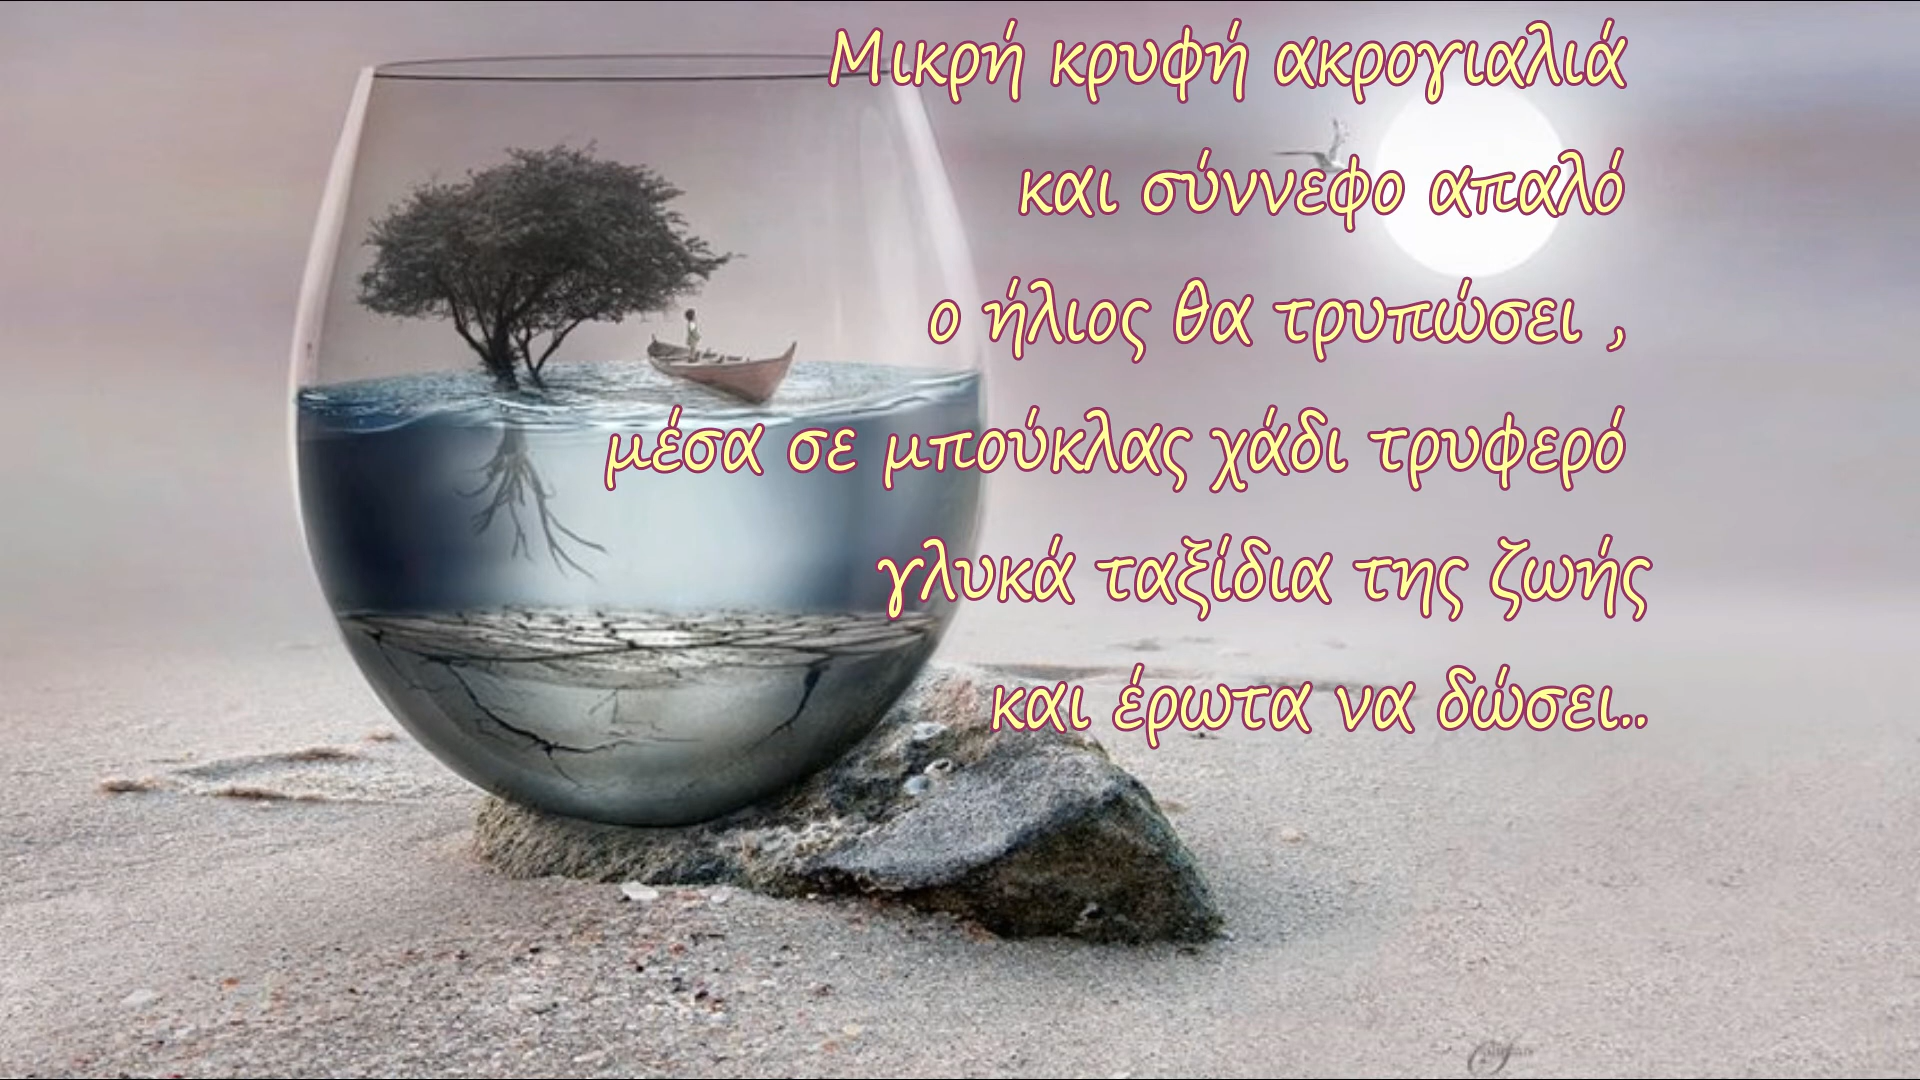 Μικρή κρυφή ακρογιαλιά
και σύννεφο απαλό
ο ήλιος θα τρυπώσει ,
μέσα σε μπούκλας χάδι τρυφερό
γλυκά ταξίδια της ζωής
και έρωτα να δώσει..